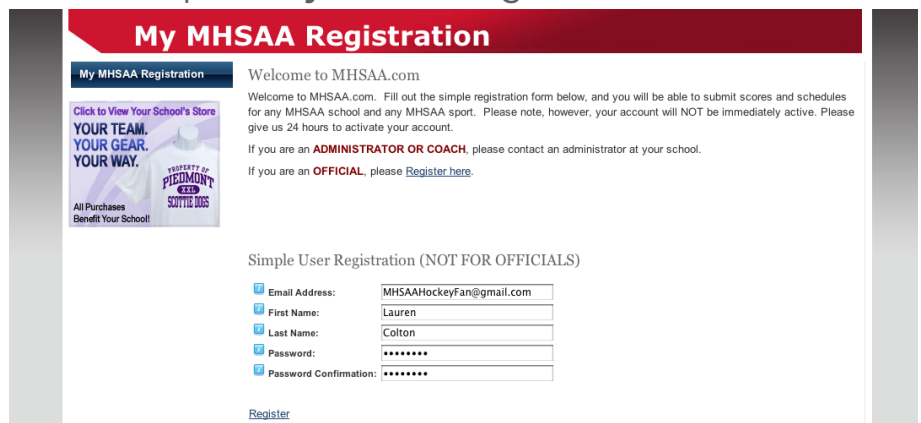 My MHSAA Registration
My MHSAA Registration
Click to View Your School's Store
YOUR TEAM.
YOUR GEAR.
YOUR WAY.
PROPERTY OF
PIEDMONT
XXL
SCOTTIE DOGS
All Purchases
Benefit Your School!
Welcome to MHSAA.com
Welcome to MHSAA.com.  Fill out the simple registration form below, and you will be able to submit scores and schedules
for any MHSAA school and any MHSAA sport.  Please note, however, your account will NOT be immediately active. Please
give us 24 hours to activate your account.
If you are an ADMINISTRATOR OR COACH, please contact an administrator at your school.
If you are an OFFICIAL, please Register here.
Simple User Registration (NOT FOR OFFICIALS)
Email Address: MHSAAHockeyFan@gmail.com
First Name: Lauren
Last Name: Colton
Password: ••••••••
Password Confirmation: ••••••••
Register